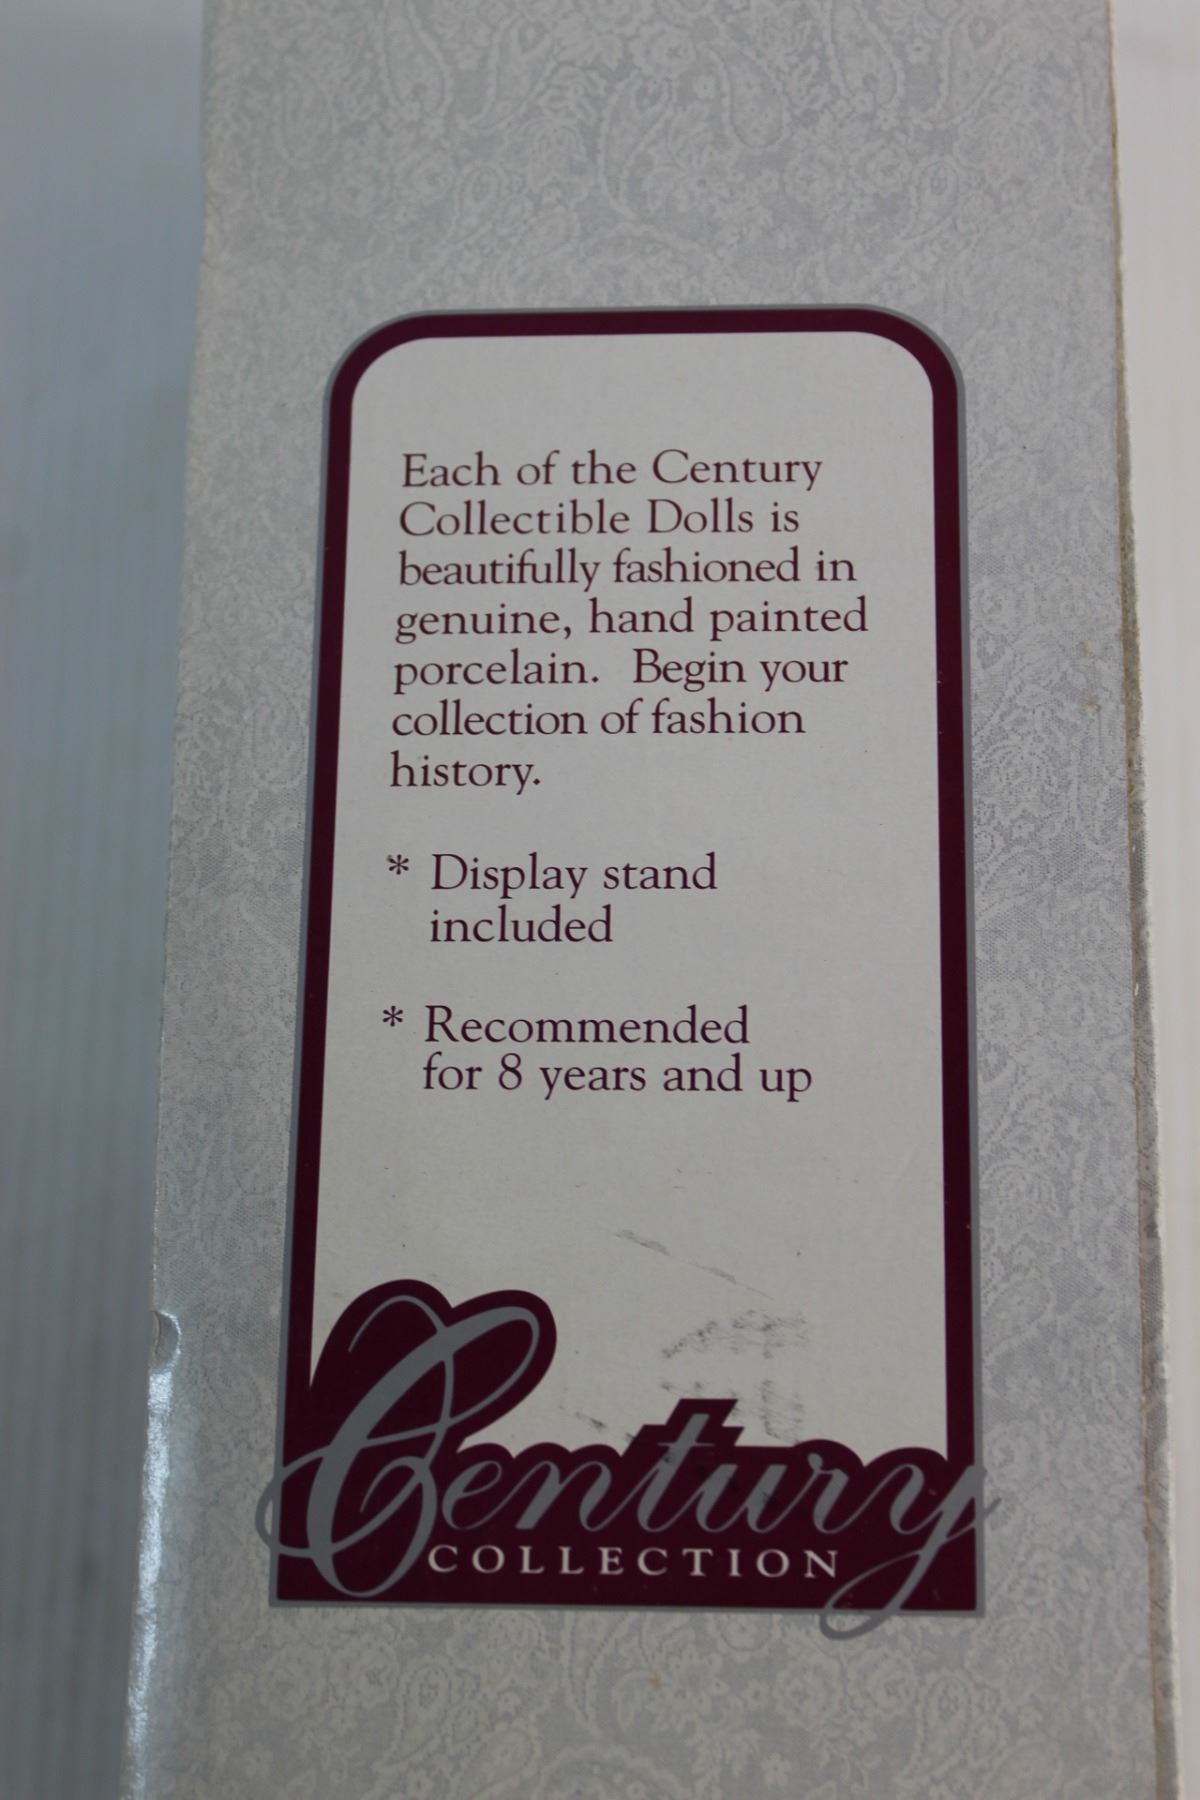 Each of the Century
Collectible Dolls is
beautifully fashioned in
genuine, hand painted
porcelain.  Begin your
collection of fashion
history.
* Display stand
included
* Recommended
for 8 years and up
Century
COLLECTION